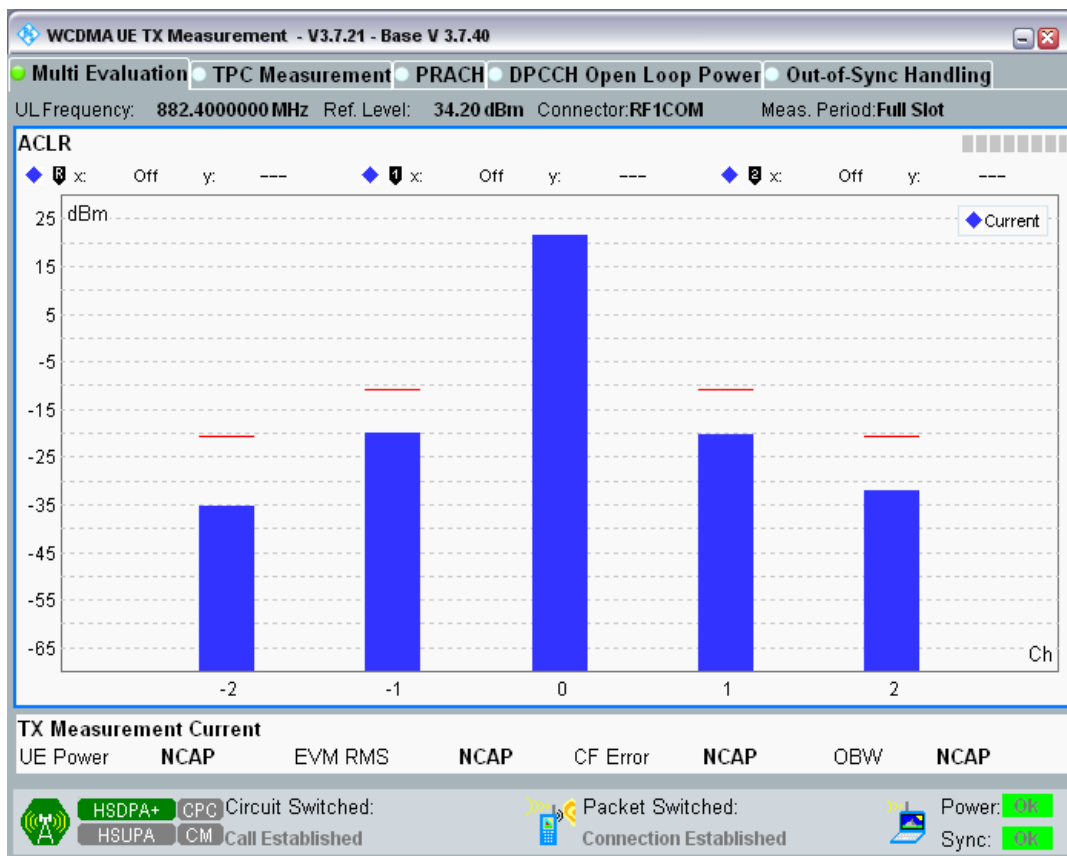 WCDMA UE TX Measurement - V3.7.21 - Base V 3.7.40
Multi Evaluation TPC Measurement PRACH DPCCH Open Loop Power Out-of-Sync Handling
UL Frequency: 882.4000000 MHz Ref. Level: 34.20 dBm Connector:RF1COM Meas. Period:Full Slot
ACLR
R x: Off y: --- 1 x: Off y: --- 2 x: Off y: ---
dBm
Current
25
15
5
-5
-15
-25
-35
-45
-55
-65
Ch
-2 -1 0 1 2
TX Measurement Current
UE Power NCAP EVM RMS NCAP CF Error NCAP OBW NCAP
HSDPA+ CPC Circuit Switched: Packet Switched: Power: Ok
HSUPA CM Call Established Connection Established Sync: Ok